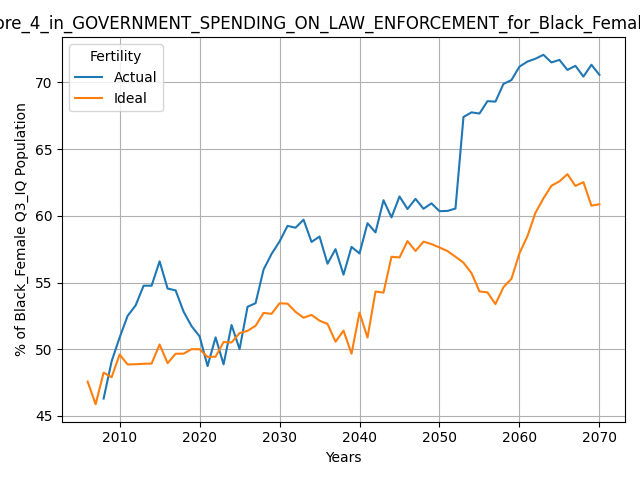 ore_4_in_GOVERNMENT_SPENDING_ON_LAW_ENFORCEMENT_for_Black_Femal
Fertility
Actual
Ideal
% of Black_Female Q3_IQ Population
70
65
60
55
50
45
2010 2020 2030 2040 2050 2060 2070
Years